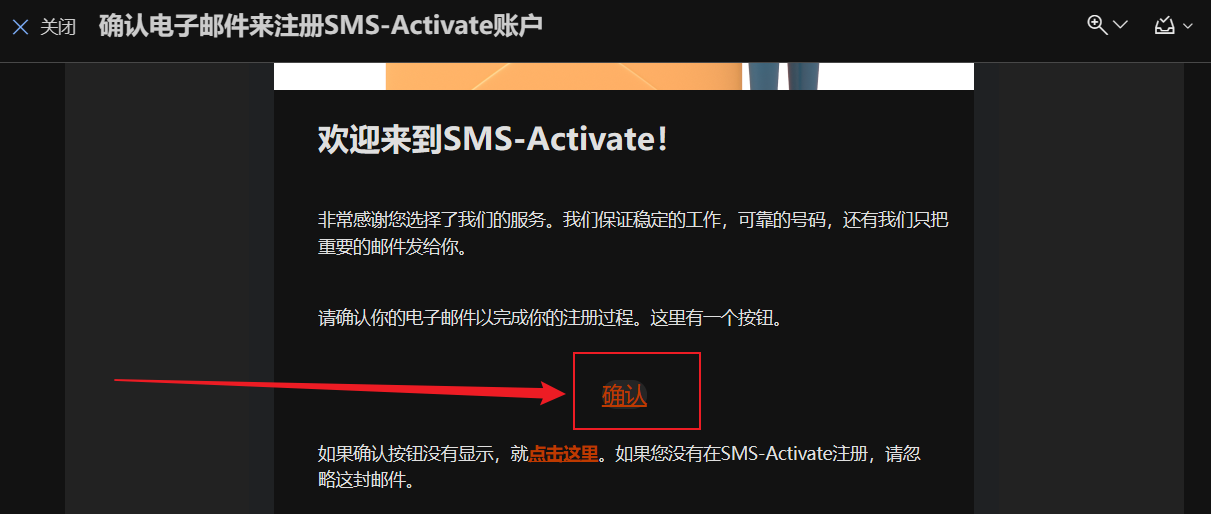 关闭 确认电子邮件来注册SMS-Activate账户
欢迎来到SMS-Activate！
非常感谢您选择了我们的服务。我们保证稳定的工作，可靠的号码，还有我们只把
重要的邮件发给你。
请确认你的电子邮件以完成你的注册过程。这里有一个按钮。
确认
如果确认按钮没有显示，就点击这里。如果您没有在SMS-Activate注册，请忽
略这封邮件。